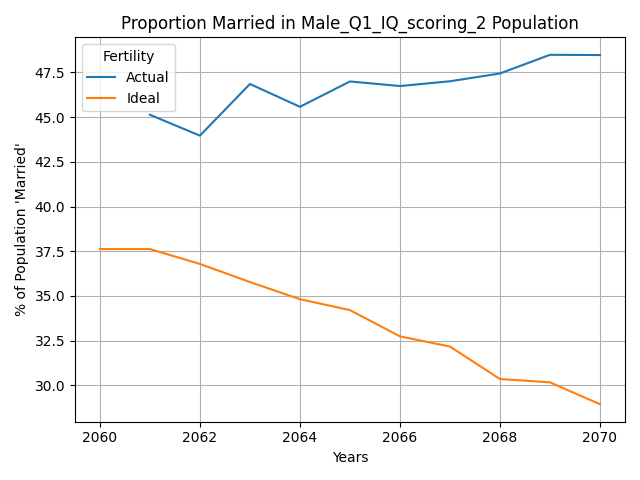 Proportion Married in Male_Q1_IQ_scoring_2 Population
Fertility
Actual
Ideal
% of Population 'Married'
47.5
45.0
42.5
40.0
37.5
35.0
32.5
30.0
2060 2062 2064 2066 2068 2070
Years